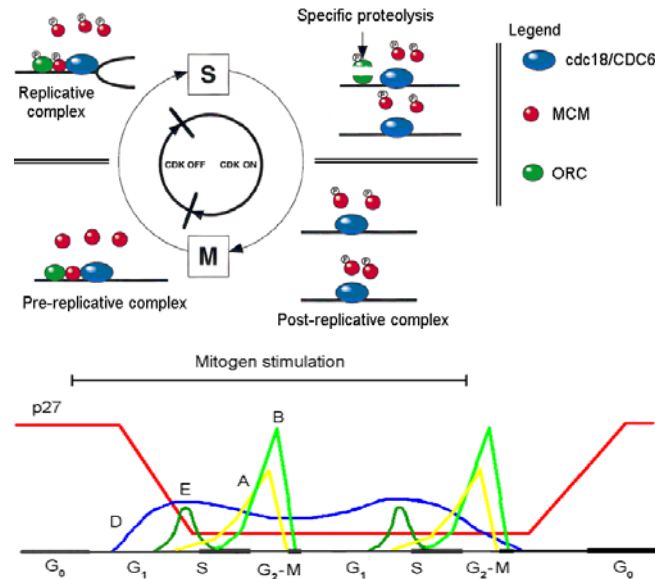 Specific proteolysis
Legend
cdc18/CDC6
MCM
ORC
P
P
P
P
P
P
P
P
P
Replicative
complex
S
CDK OFF
CDK ON
M
Pre-replicative complex
P
P
P
P
Post-replicative complex
Mitogen stimulation
p27
B
A
E
D
G₀
G₁
S
G₂-M
G₁
S
G₂-M
G₀